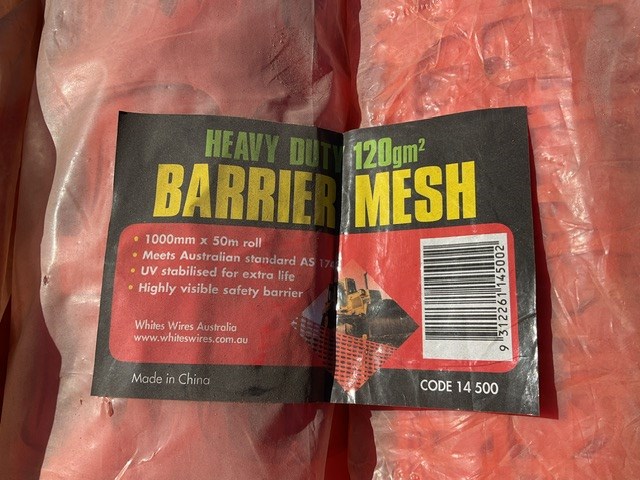 HEAVY DUTY 120gm²
BARRIER MESH
• 1000mm x 50m roll
• Meets Australian standard AS
• UV stabilised for extra life
• Highly visible safety barrier
Whites Wires Australia
www.whiteswires.com.au
Made in China
9 312261 145002
CODE 14 500